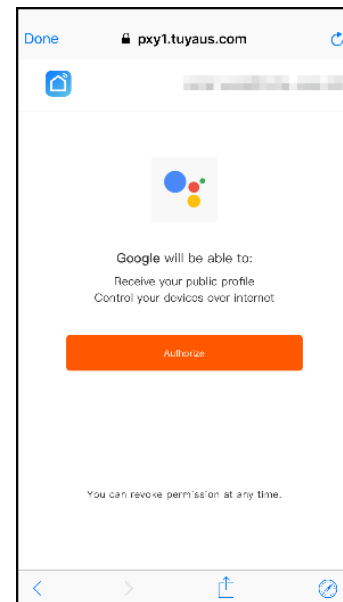 Done pxy1.tuyaus.com
Google will be able to:
Receive your public profile
Control your devices over internet
Authorize
You can revoke permission at any time.